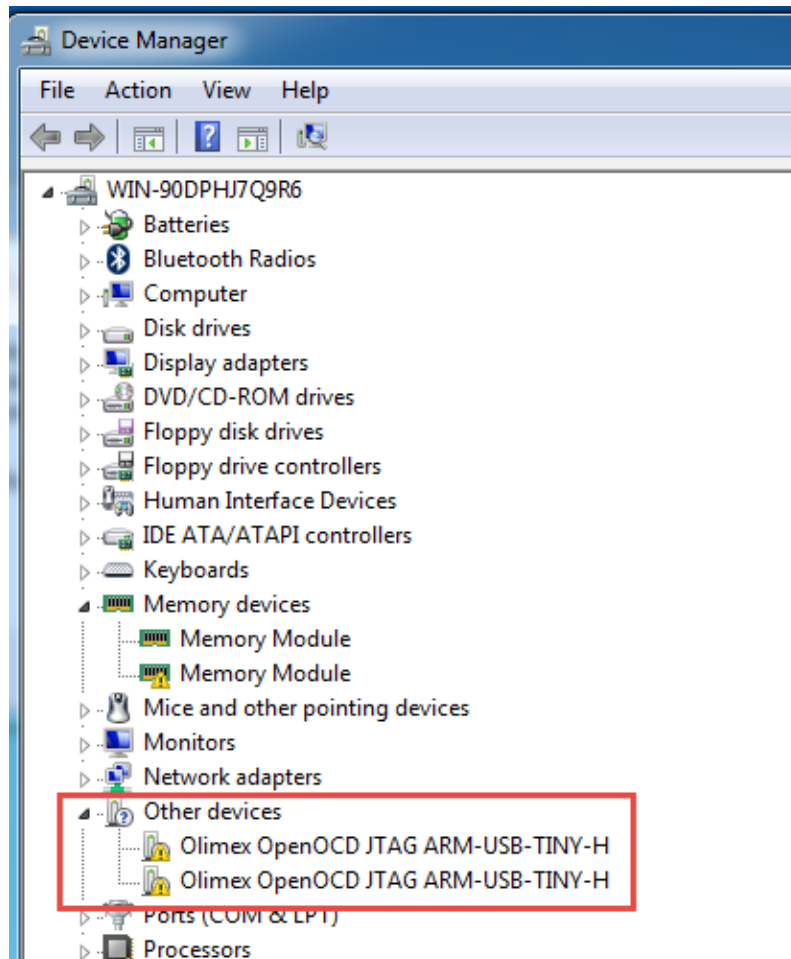 Device Manager
File Action View Help
WIN-90DPHJ7Q9R6
Batteries
Bluetooth Radios
Computer
Disk drives
Display adapters
DVD/CD-ROM drives
Floppy disk drives
Floppy drive controllers
Human Interface Devices
IDE ATA/ATAPI controllers
Keyboards
Memory devices
Memory Module
Memory Module
Mice and other pointing devices
Monitors
Network adapters
Other devices
Olimex OpenOCD JTAG ARM-USB-TINY-H
Olimex OpenOCD JTAG ARM-USB-TINY-H
Ports (COM & LPT)
Processors